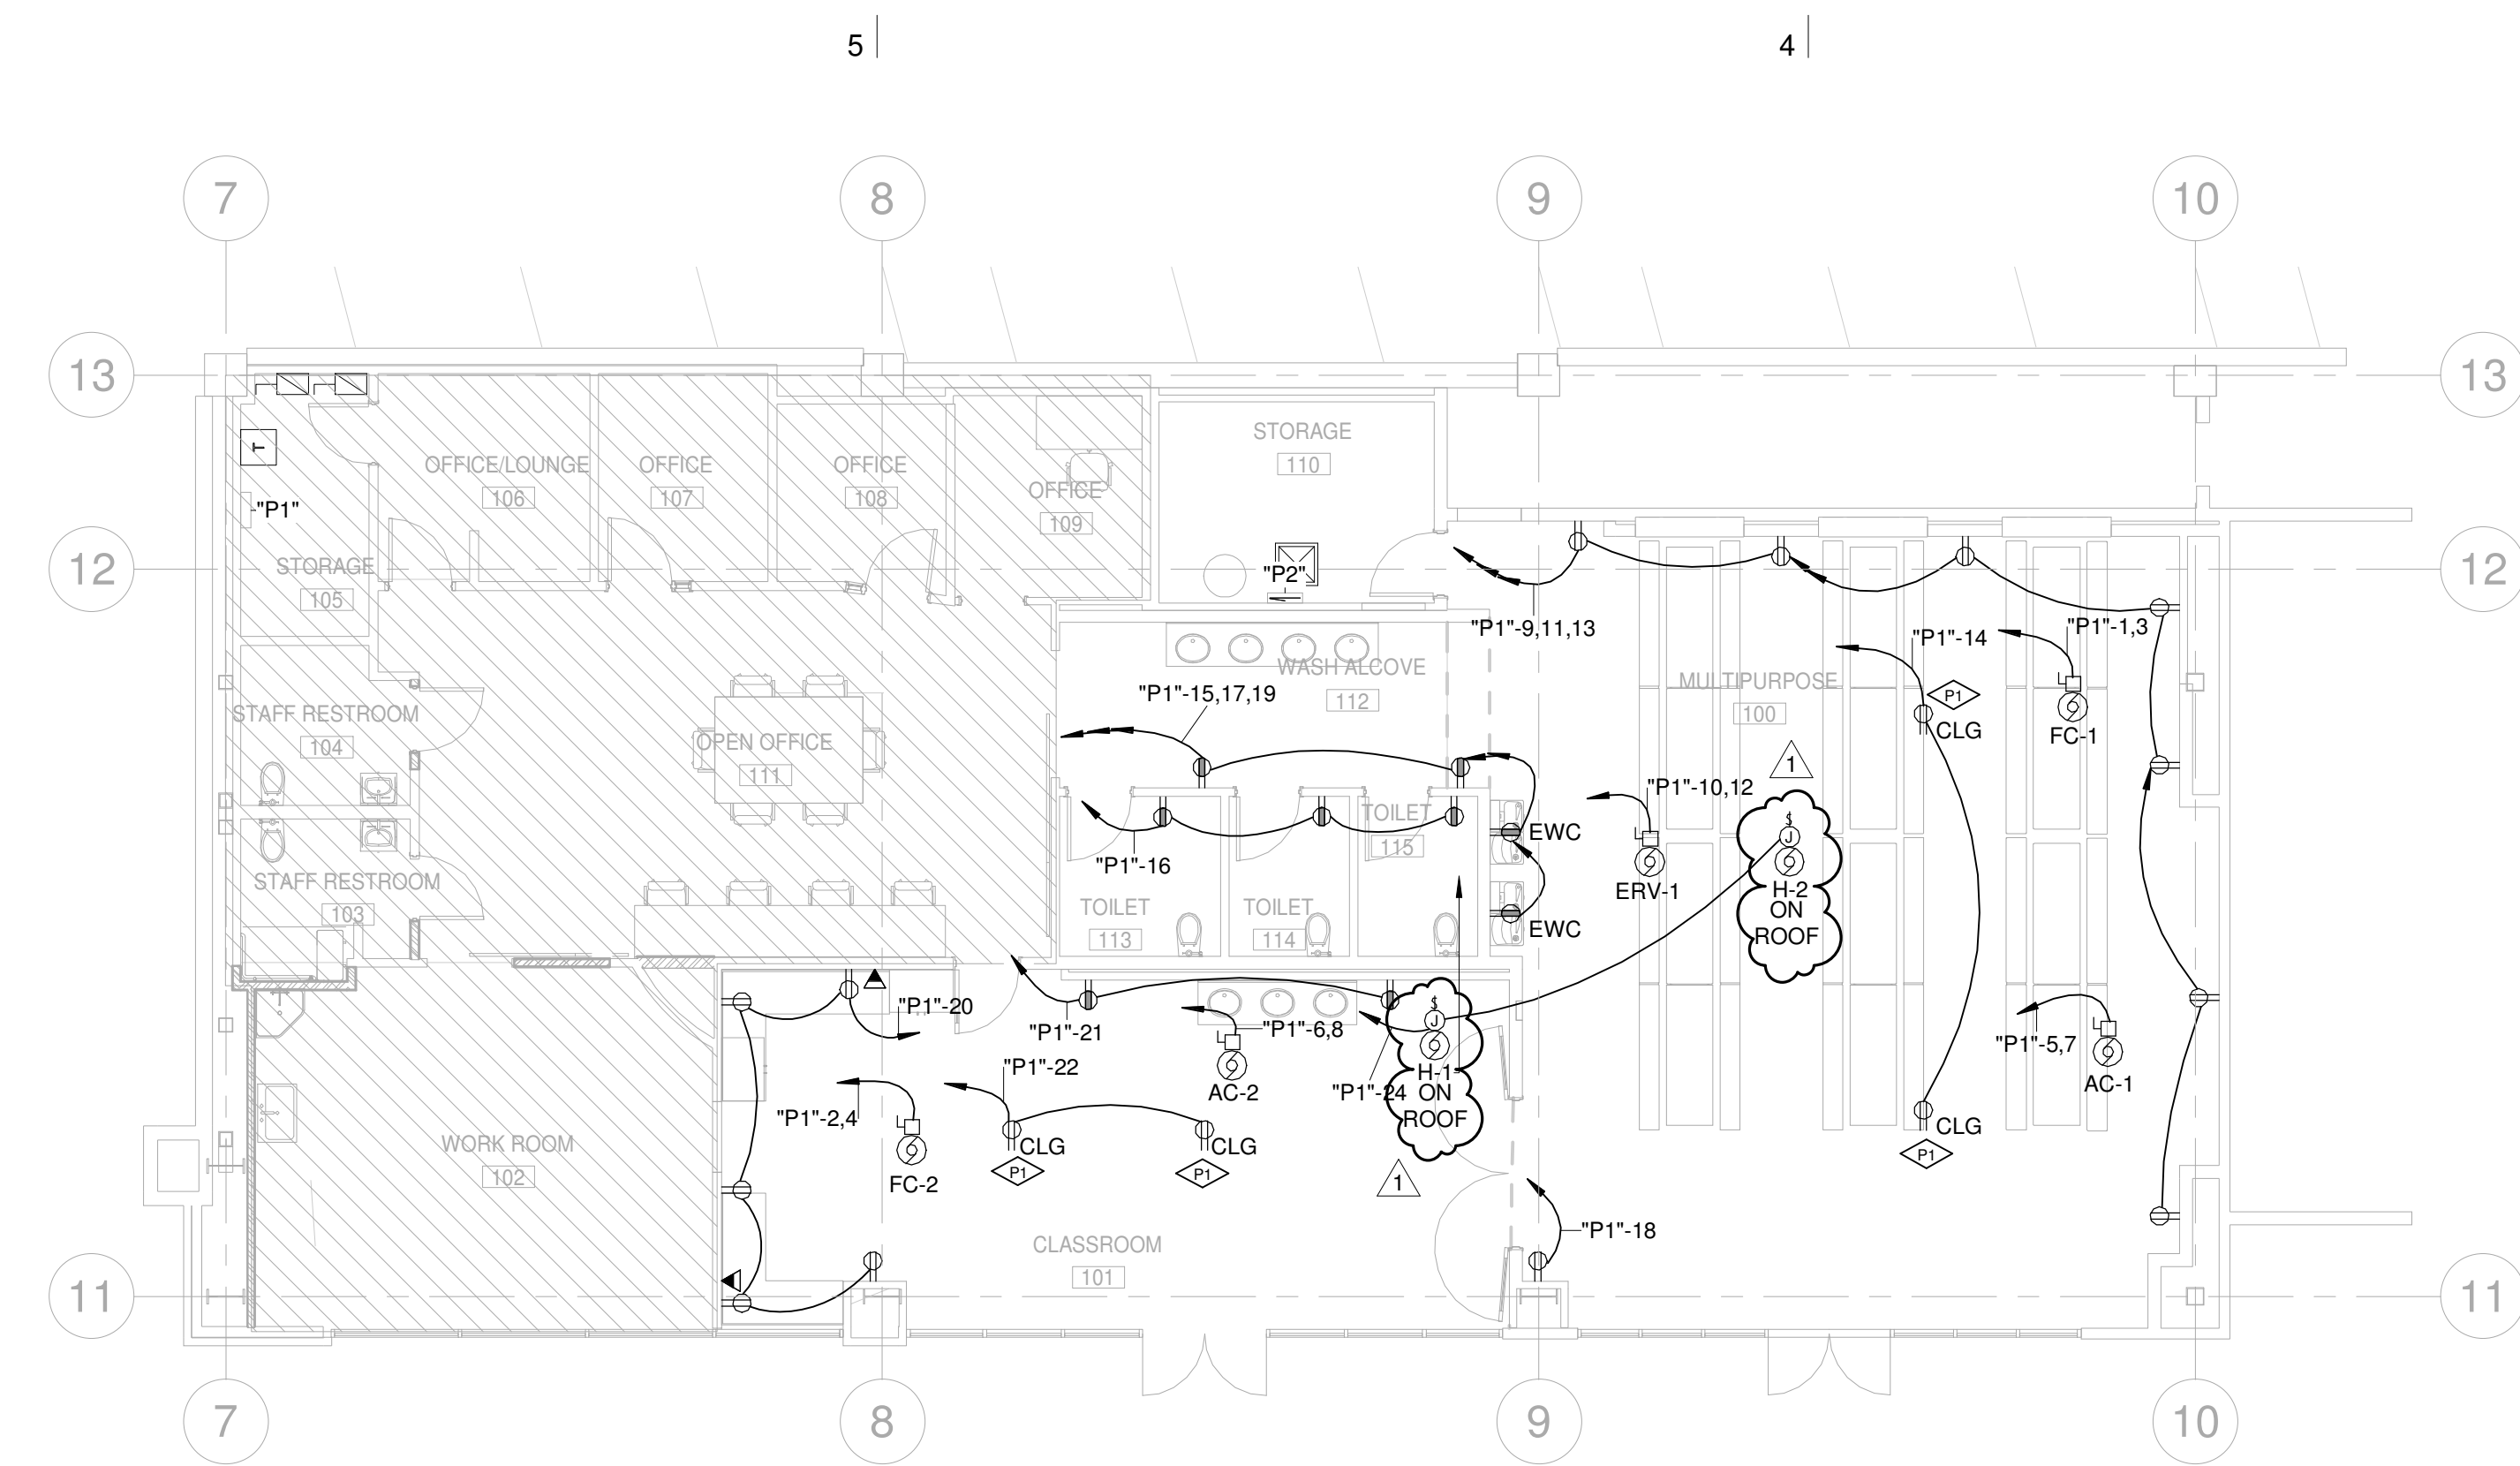 5
4
7
8
9
10
13
13
STORAGE
110
OFFICE/LOUNGE
106
OFFICE
107
OFFICE
108
OFFICE
109
T
"P1"
STORAGE
105
12
"P2"
12
"P1"-9,11,13
"P1"-14
"P1"-1,3
WASH ALCOVE
112
MULTIPURPOSE
100
P1
CLG
FC-1
"P1"-15,17,19
STAFF RESTROOM
104
OPEN OFFICE
111
1
"P1"-10,12
TOILET
115
EWC
$
J
"P1"-16
ERV-1
H-2
ON
ROOF
STAFF RESTROOM
103
TOILET
113
TOILET
114
EWC
"P1"-20
"P1"-21
"P1"-6,8
$
J
"P1"-5,7
"P1"-22
H-1
ON
ROOF
"P1"-24
AC-2
AC-1
"P1"-2,4
CLG
P1
CLG
CLG
P1
CLG
P1
FC-2
1
WORK ROOM
102
"P1"-18
CLASSROOM
101
11
11
7
8
9
10